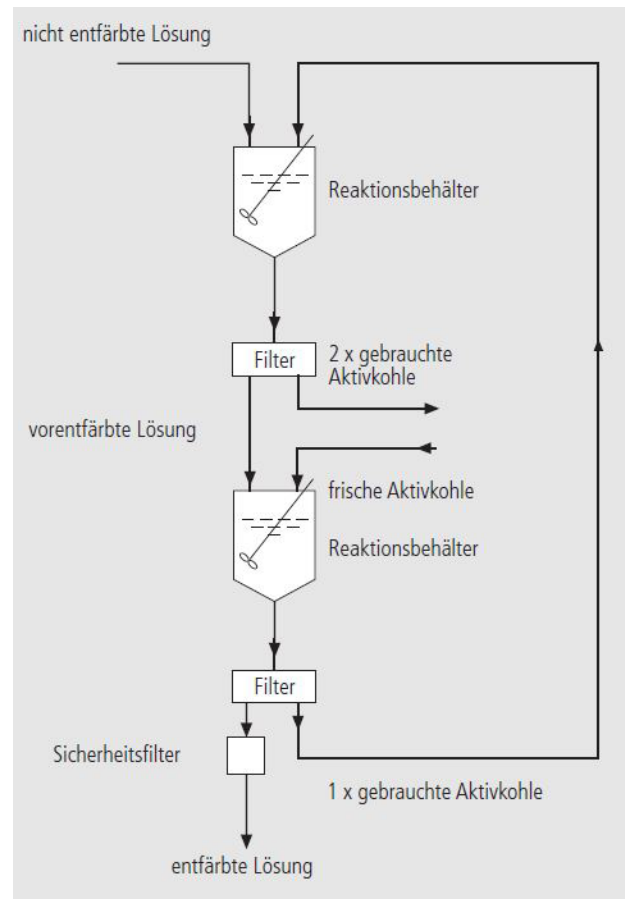 nicht entfärbte Lösung
Reaktionsbehälter
Filter
2 x gebrauchte
Aktivkohle
vorentfärbte Lösung
frische Aktivkohle
Reaktionsbehälter
Filter
Sicherheitsfilter
1 x gebrauchte Aktivkohle
entfärbte Lösung